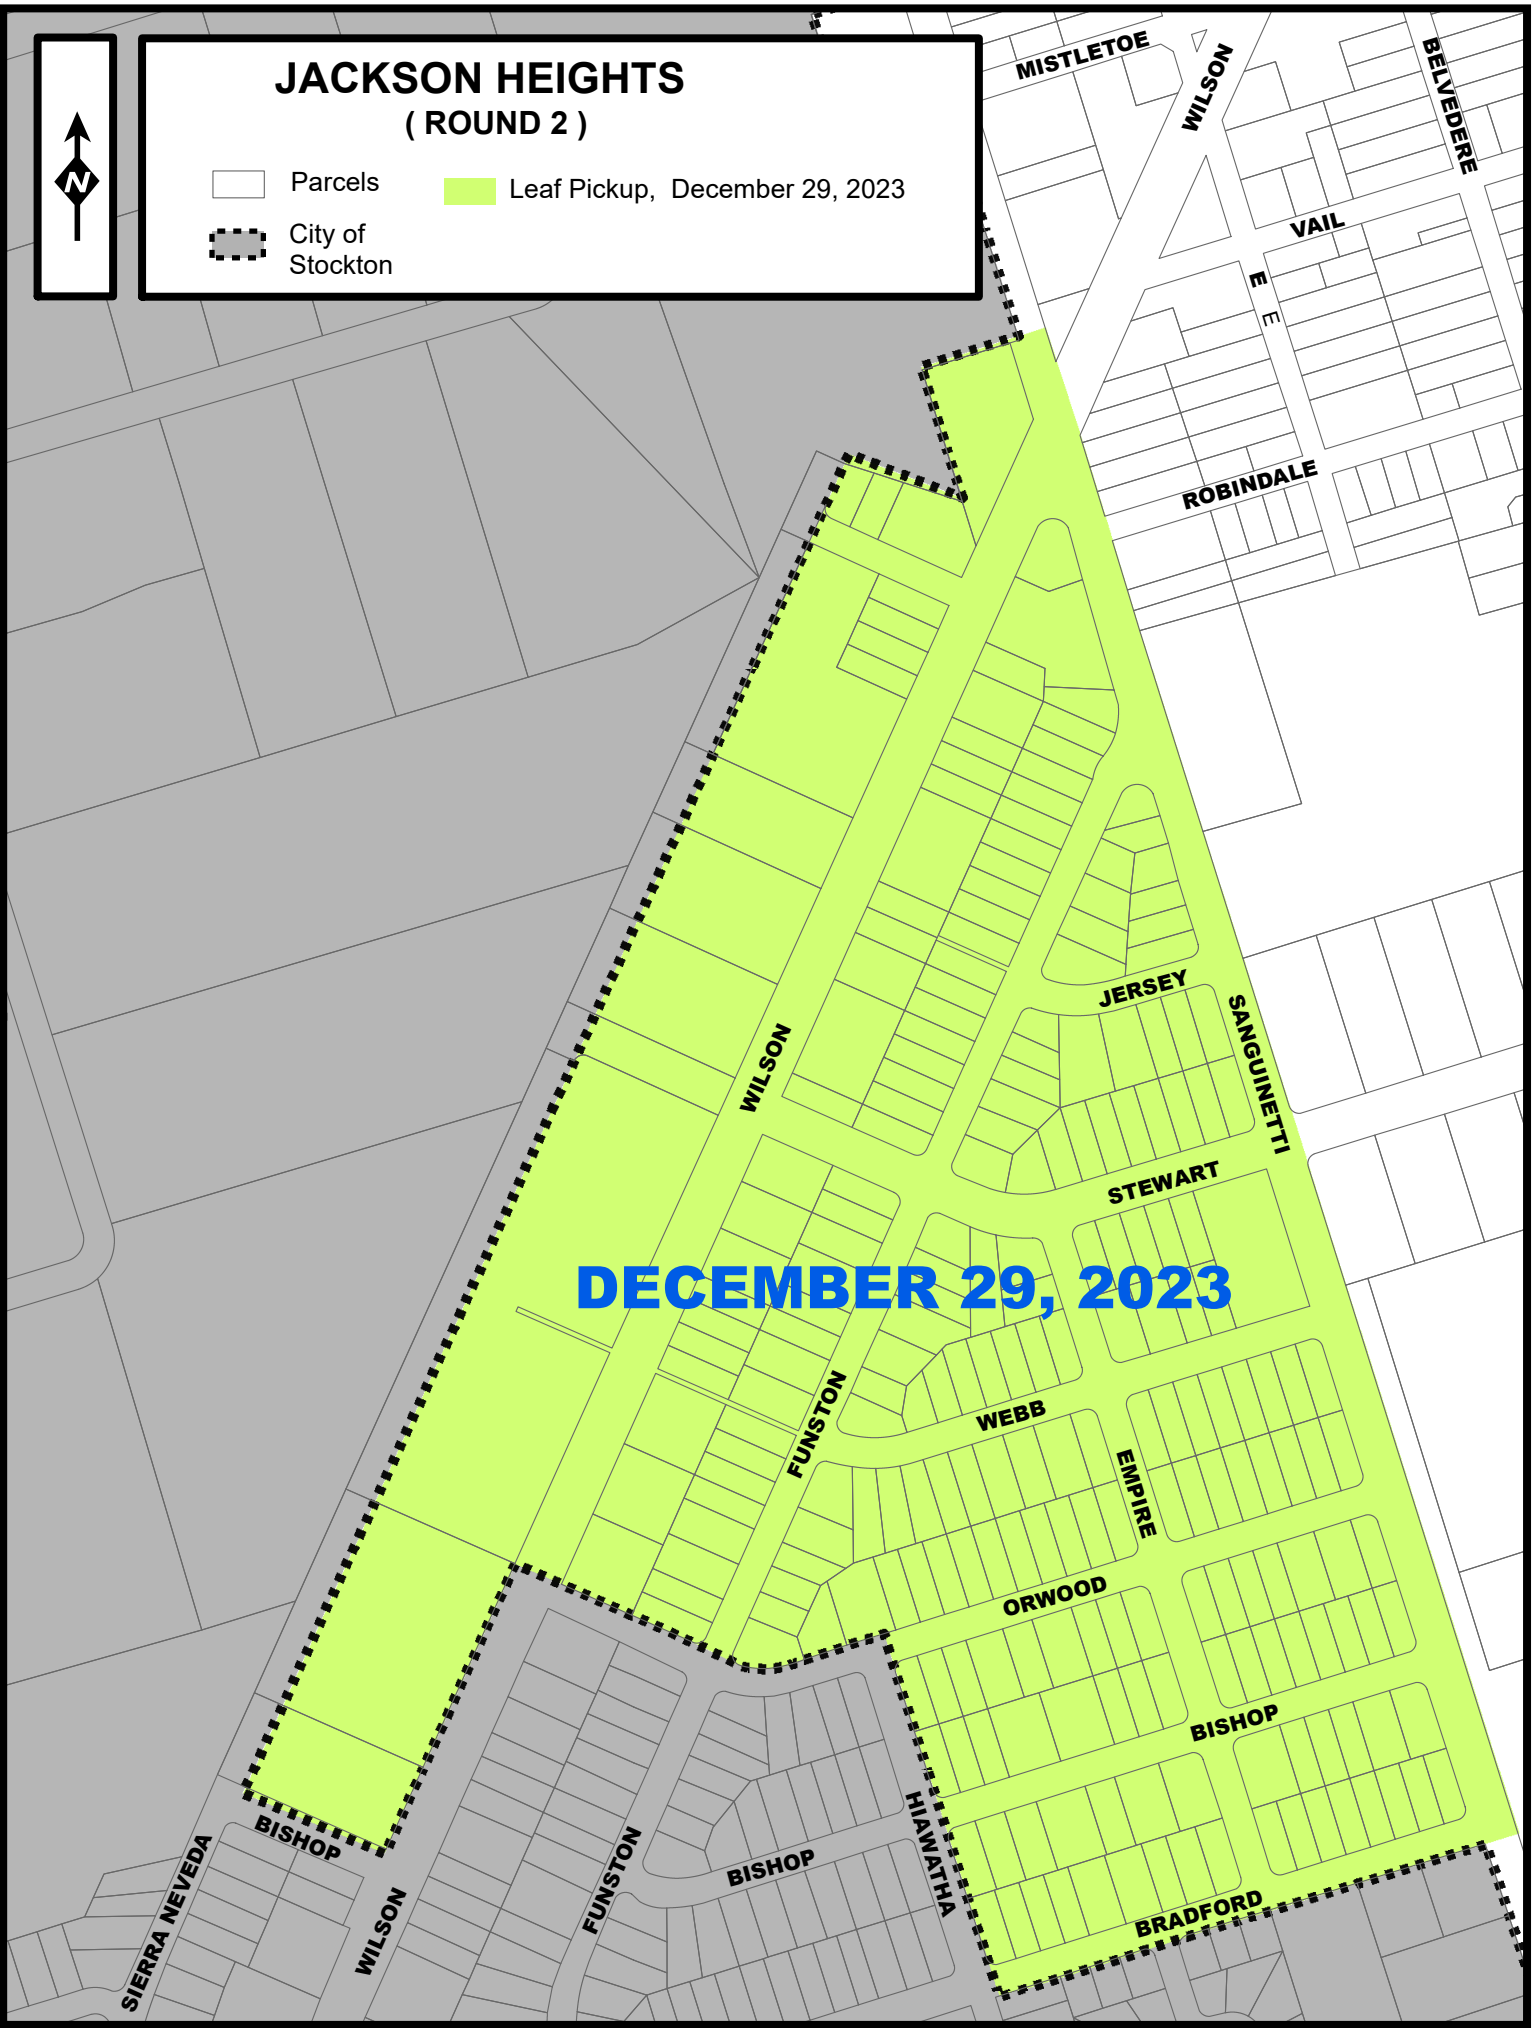 JACKSON HEIGHTS
( ROUND 2 )
Parcels
Leaf Pickup, December 29, 2023
City of
Stockton
N
MISTLETOE
WILSON
BELVEDERE
VAIL
E
E
ROBINDALE
JERSEY
SANGUINETTI
WILSON
STEWART
DECEMBER 29, 2023
FUNSTON
WEBB
EMPIRE
ORWOOD
BISHOP
HIAWATHA
BISHOP
SIERRA NEVEDA
WILSON
FUNSTON
BISHOP
BRADFORD